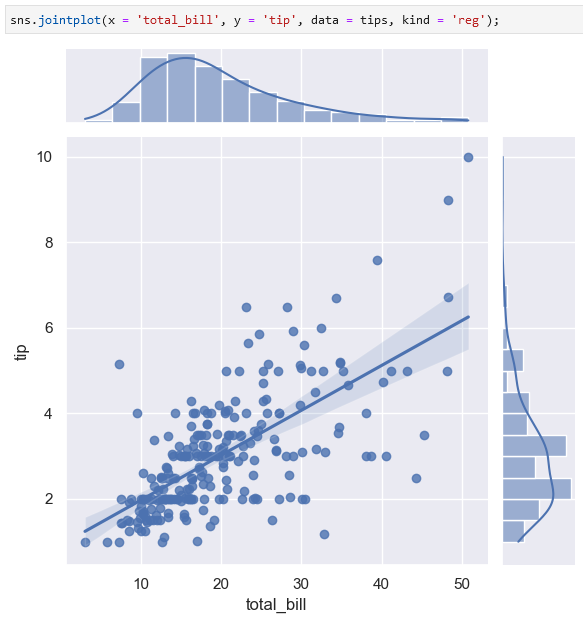 sns.jointplot(x = 'total_bill', y = 'tip', data = tips, kind = 'reg');
10
8
6
tip
4
2
10 20 30 40 50
total_bill